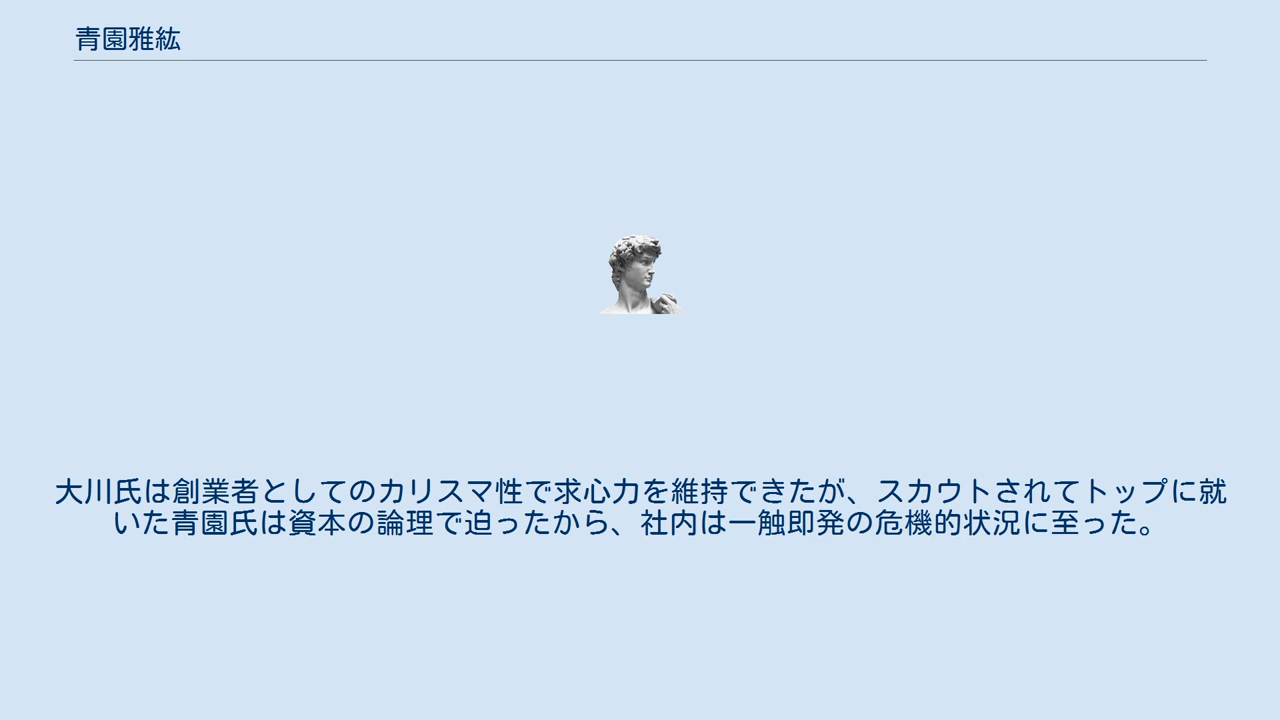 青園雅紘
大川氏は創業者としてのカリスマ性で求心力を維持できたが、スカウトされてトップに就
いた青園氏は資本の論理で迫ったから、社内は一触即発の危機的状況に至った。